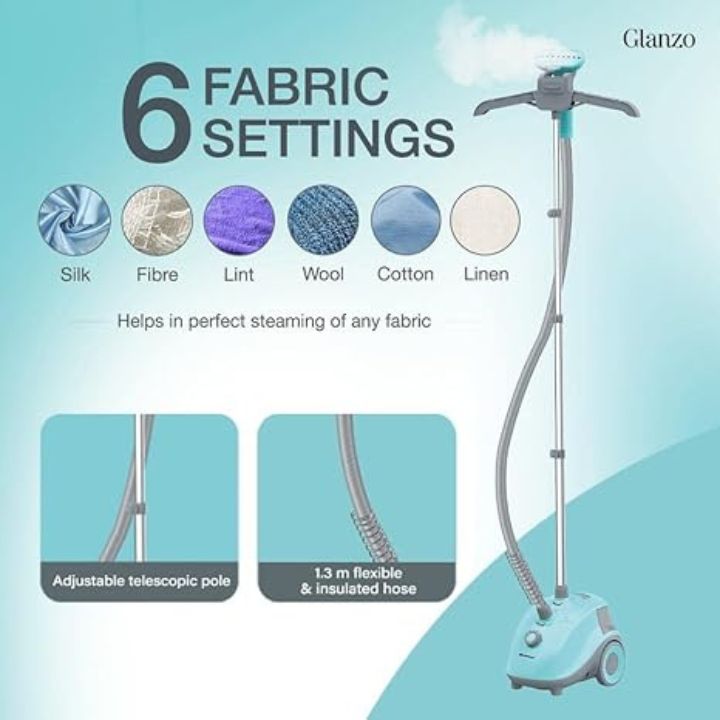 Glanzo
6 FABRIC
SETTINGS
Silk Fibre Lint Wool Cotton Linen
Helps in perfect steaming of any fabric
Adjustable telescopic pole
1.3 m flexible
& insulated hose